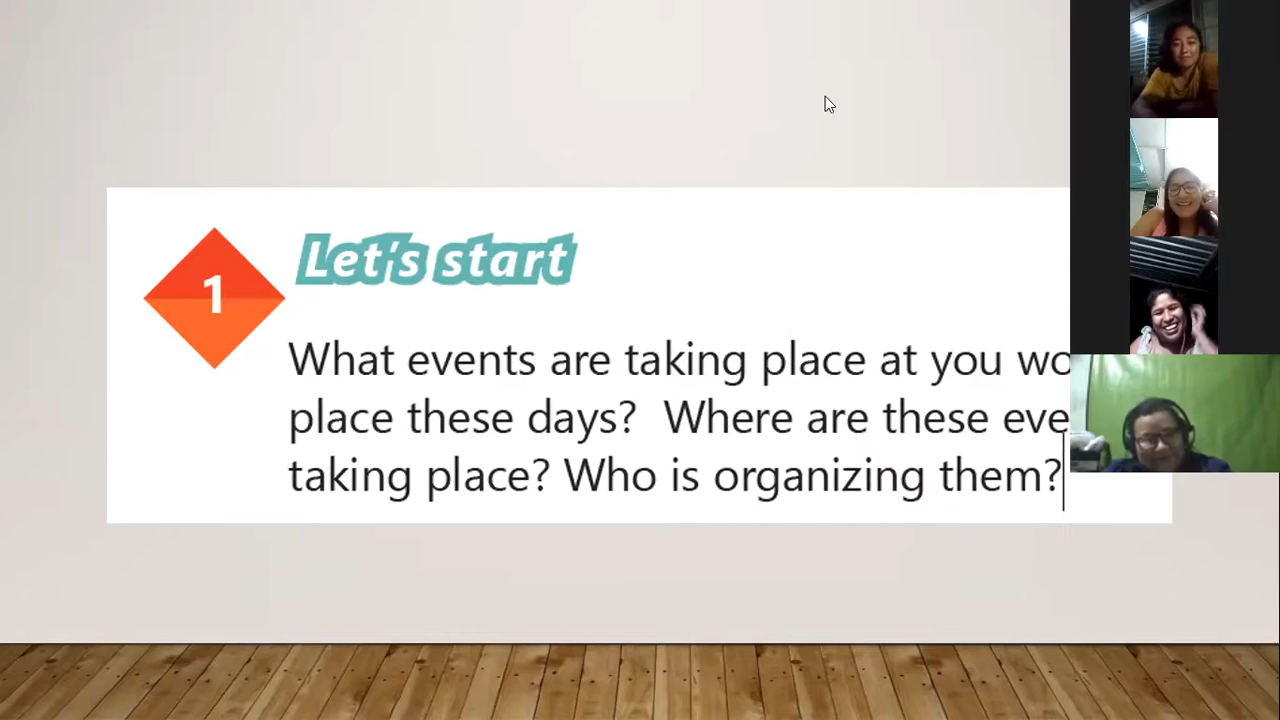 1
Let's start
What events are taking place at you wo
place these days? Where are these eve
taking place? Who is organizing them?